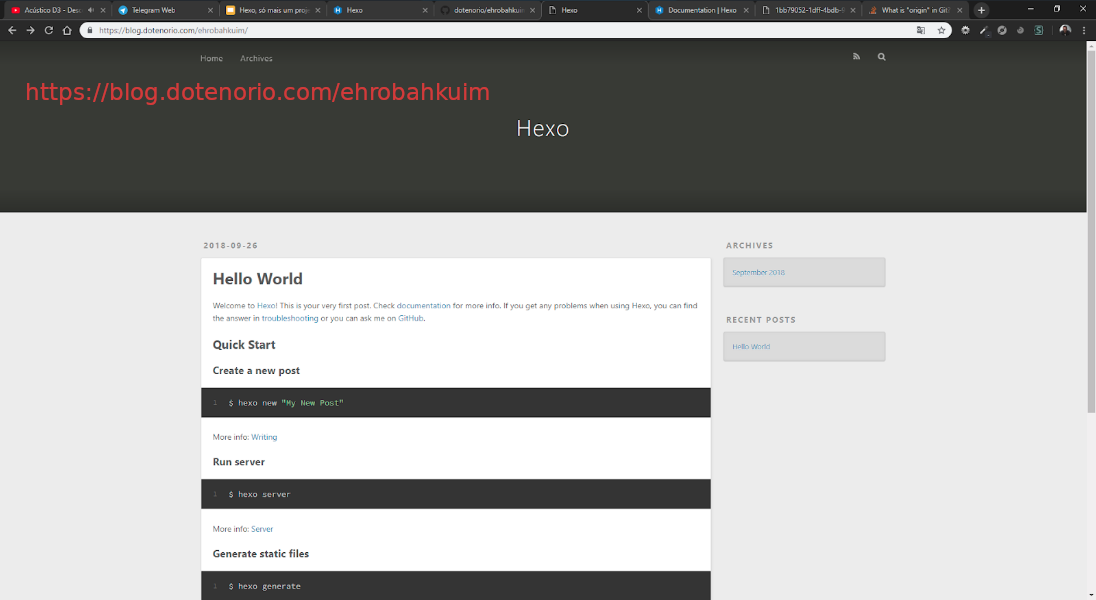 Acústico D3 - Desc
Telegram Web
Hexo, só mais um proje
Hexo
dotenorio/ehrobahkuim
Hexo
Documentation | Hexo
1bb79052-1dff-4bdb-9
What is "origin" in Git?
https://blog.dotenorio.com/ehrobahkuim/
Home Archives
https://blog.dotenorio.com/ehrobahkuim
Hexo
2018-09-26
Hello World
Welcome to Hexo! This is your very first post. Check documentation for more info. If you get any problems when using Hexo, you can find
the answer in troubleshooting or you can ask me on GitHub.
Quick Start
Create a new post
1 $ hexo new "My New Post"
More info: Writing
Run server
1 $ hexo server
More info: Server
Generate static files
1 $ hexo generate
ARCHIVES
September 2018
RECENT POSTS
Hello World